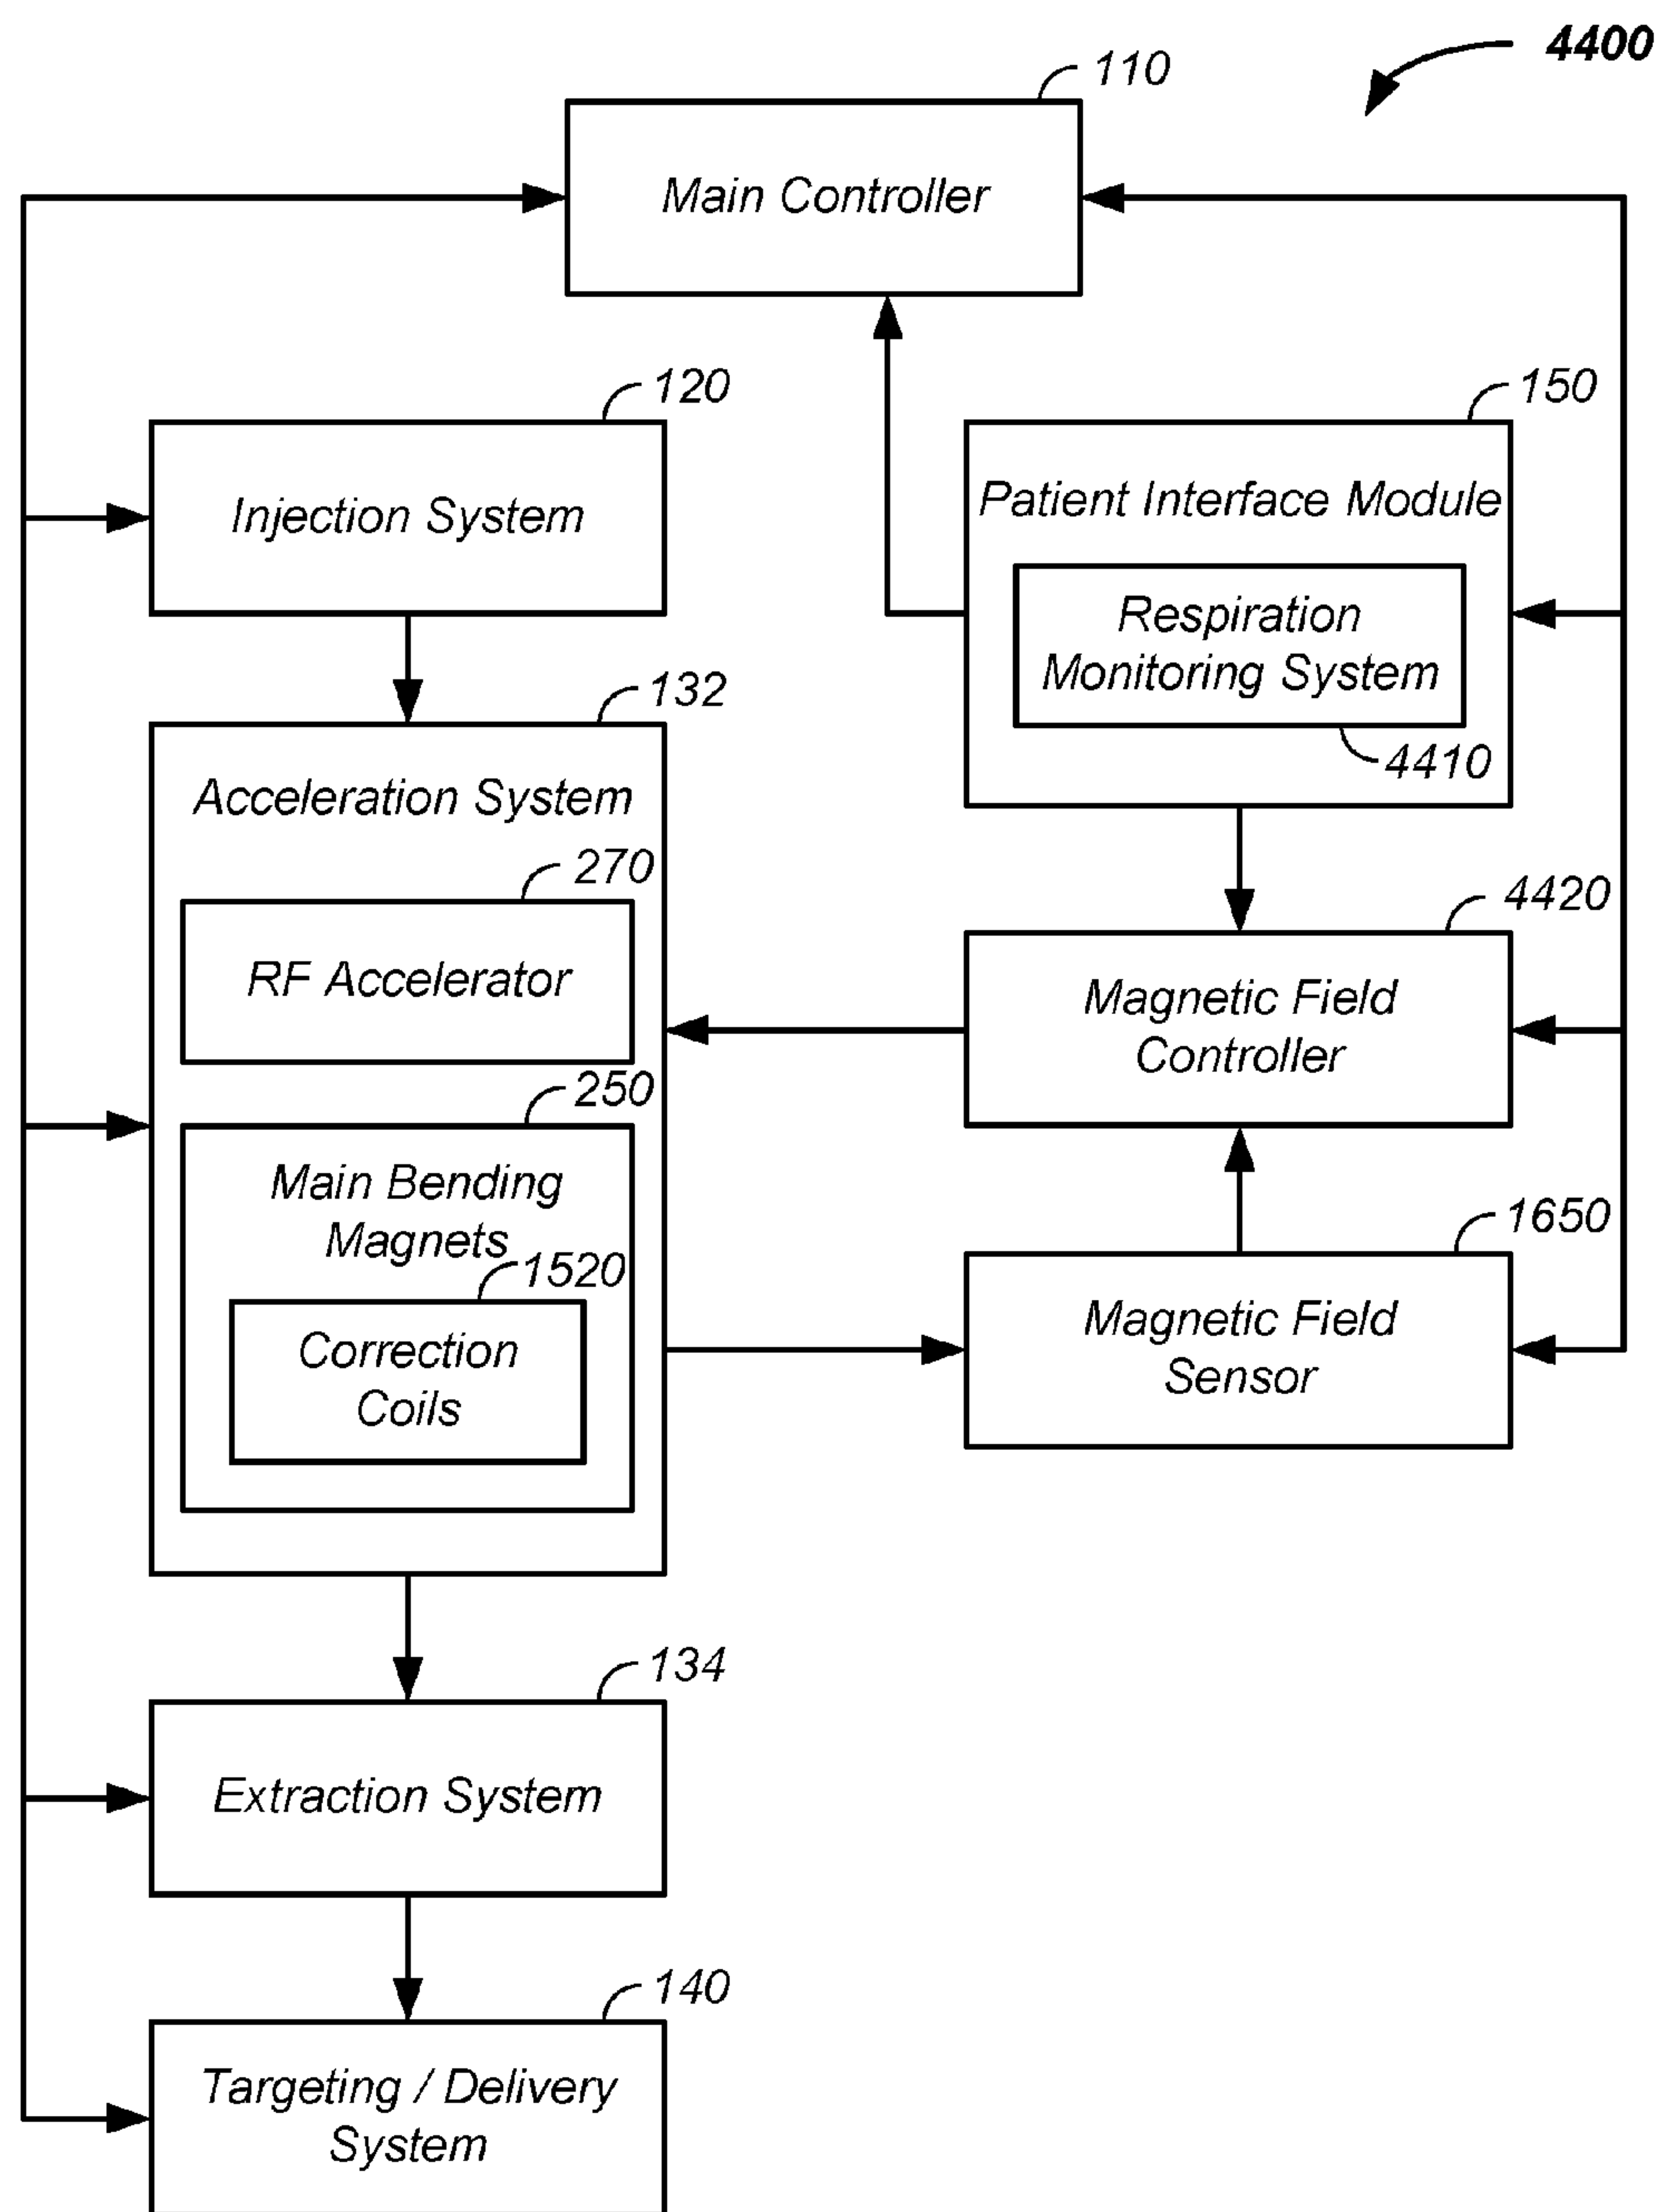 4400
110
Main Controller
120
Injection System
150
Patient Interface Module
Respiration
Monitoring System
4410
132
Acceleration System
270
RF Accelerator
250
Main Bending
Magnets
1520
Correction
Coils
4420
Magnetic Field
Controller
1650
Magnetic Field
Sensor
134
Extraction System
140
Targeting / Delivery
System